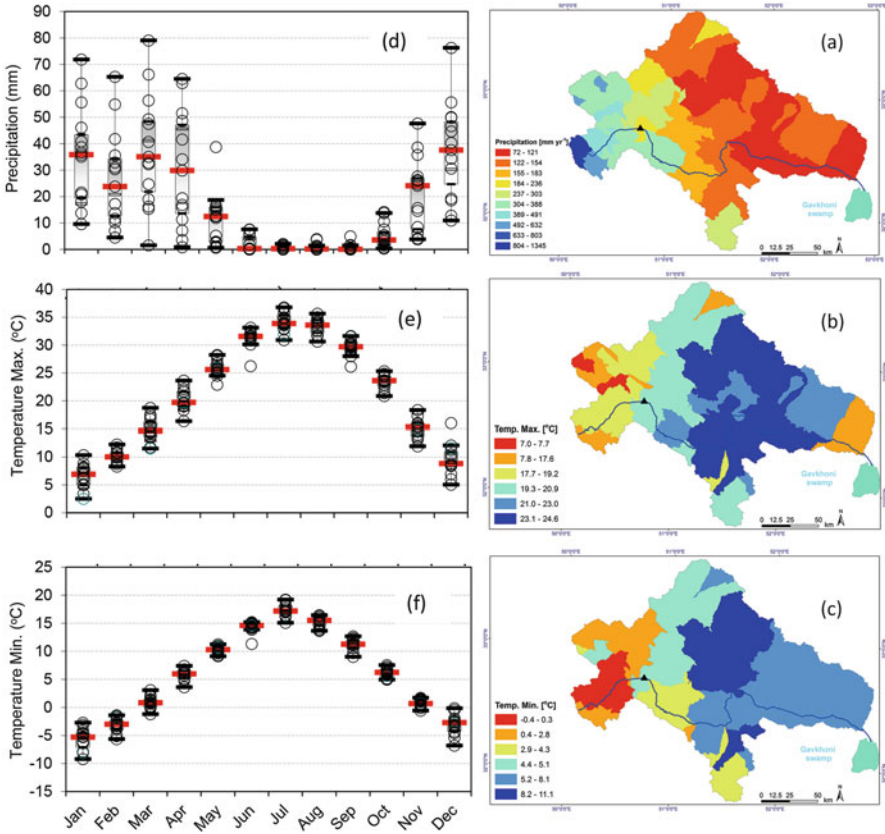 (d)
Precipitation (mm)
90
80
70
60
50
40
30
20
10
0
(a)
Precipitation [mm yr⁻¹]
72 - 121
122 - 154
155 - 183
184 - 236
237 - 303
304 - 388
389 - 491
492 - 632
633 - 803
804 - 1345
Gavkhoni
swamp
0 12.5 25 50
km
N
(e)
Temperature Max. (°C)
40
35
30
25
20
15
10
5
0
(b)
Temp. Max. [°C]
7.0 - 7.7
7.8 - 17.6
17.7 - 19.2
19.3 - 20.9
21.0 - 23.0
23.1 - 24.6
Gavkhoni
swamp
0 12.5 25 50
km
N
(f)
Temperature Min. (°C)
25
20
15
10
5
0
-5
-10
-15
Jan Feb Mar Apr May Jun Jul Aug Sep Oct Nov Dec
(c)
Temp. Min. [°C]
-0.4 - 0.3
0.4 - 2.8
2.9 - 4.3
4.4 - 5.1
5.2 - 8.1
8.2 - 11.1
Gavkhoni
swamp
0 12.5 25 50
km
N